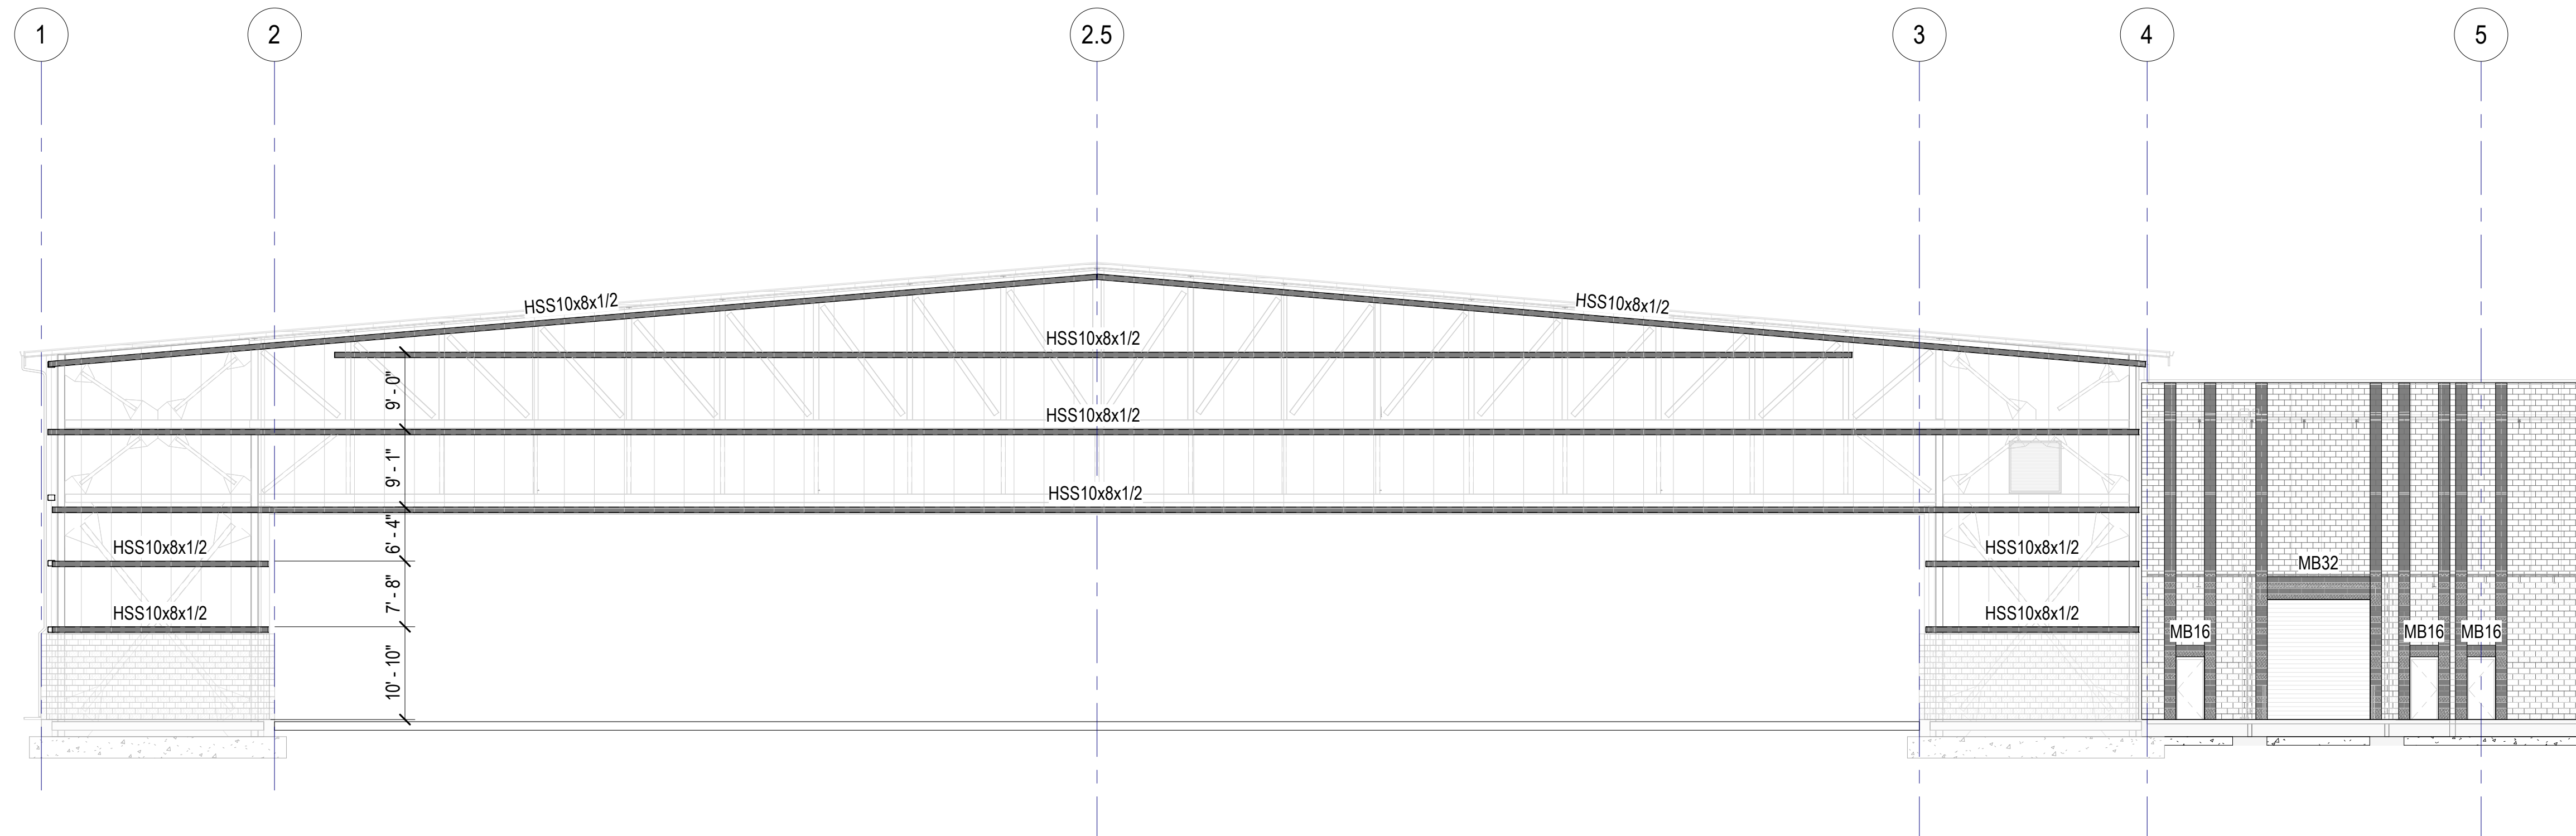 1
2
2.5
3
4
5
HSS10x8x1/2
HSS10x8x1/2
HSS10x8x1/2
9' - 0"
HSS10x8x1/2
9' - 1"
HSS10x8x1/2
6' - 4"
HSS10x8x1/2
HSS10x8x1/2
MB32
7' - 8"
HSS10x8x1/2
HSS10x8x1/2
MB16
MB16
MB16
10' - 10"